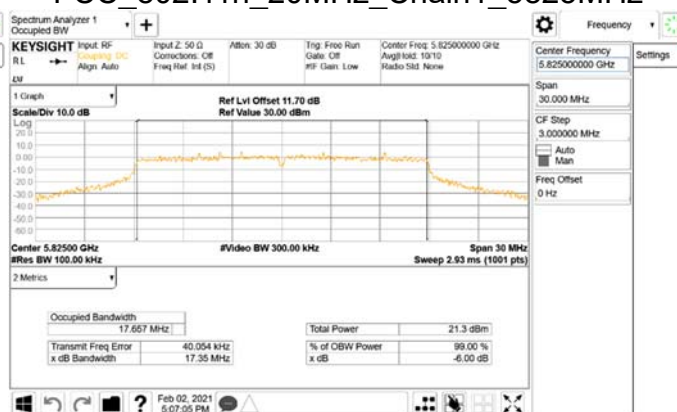 Spectrum Analyzer 1
Occupied BW
Frequency
Settings
KEYSIGHT
RL
Input: RF
Coupling: DC
Align: Auto
Input Z: 50 Ω
Corrections: Off
Freq Ref: Int (S)
Atten: 30 dB
Trig: Free Run
Gate: Off
#IF Gain: Low
Center Freq: 5.825000000 GHz
Avg|Hold: 10/10
Radio Std: None
Center Frequency
5.825000000 GHz
Span
30.000 MHz
CF Step
3.000000 MHz
Auto
Man
Freq Offset
0 Hz
1 Graph
Scale/Div 10.0 dB
Ref Lvl Offset 11.70 dB
Ref Value 30.00 dBm
Log
20.0
10.0
0.00
-10.0
-20.0
-30.0
-40.0
-50.0
-60.0
Center 5.82500 GHz
#Res BW 100.00 kHz
#Video BW 300.00 kHz
Span 30 MHz
Sweep 2.93 ms (1001 pts)
2 Metrics
Occupied Bandwidth
17.657 MHz
Total Power 21.3 dBm
Transmit Freq Error 40.054 kHz
% of OBW Power 99.00 %
x dB Bandwidth 17.35 MHz
x dB -6.00 dB
?
Feb 02, 2021
5:07:05 PM